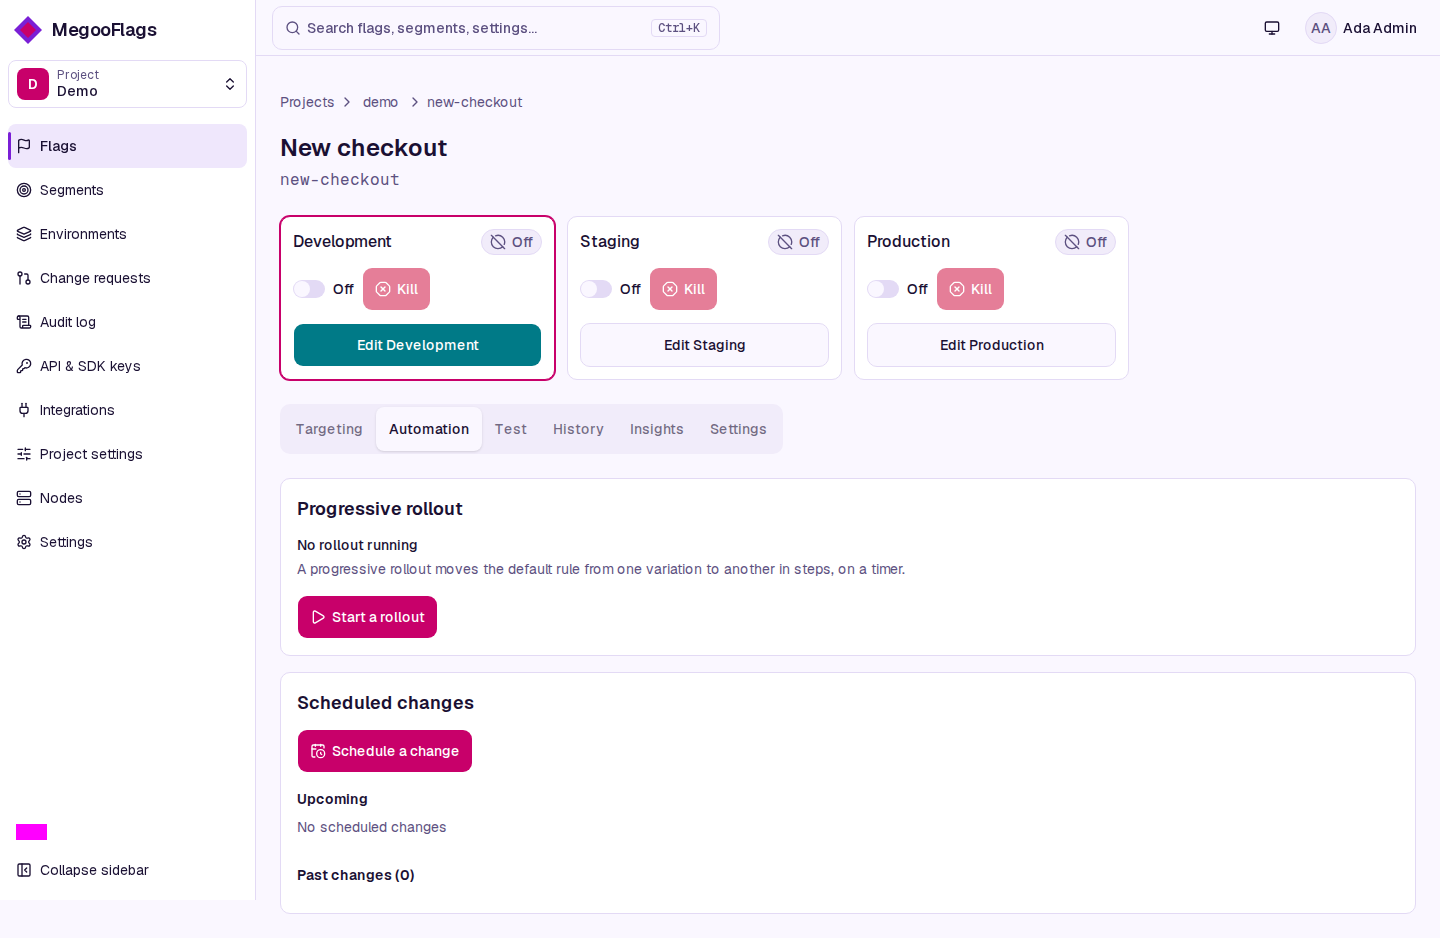 MegooFlags
Search flags, segments, settings...
Ctrl+K
AA
Ada Admin
D
Project
Demo
Flags
Segments
Environments
Change requests
Audit log
API & SDK keys
Integrations
Project settings
Nodes
Settings
Collapse sidebar
Projects
demo
new-checkout
New checkout
new-checkout
Development
Off
Off
Kill
Edit Development
Staging
Off
Off
Kill
Edit Staging
Production
Off
Off
Kill
Edit Production
Targeting
Automation
Test
History
Insights
Settings
Progressive rollout
No rollout running
A progressive rollout moves the default rule from one variation to another in steps, on a timer.
Start a rollout
Scheduled changes
Schedule a change
Upcoming
No scheduled changes
Past changes (0)